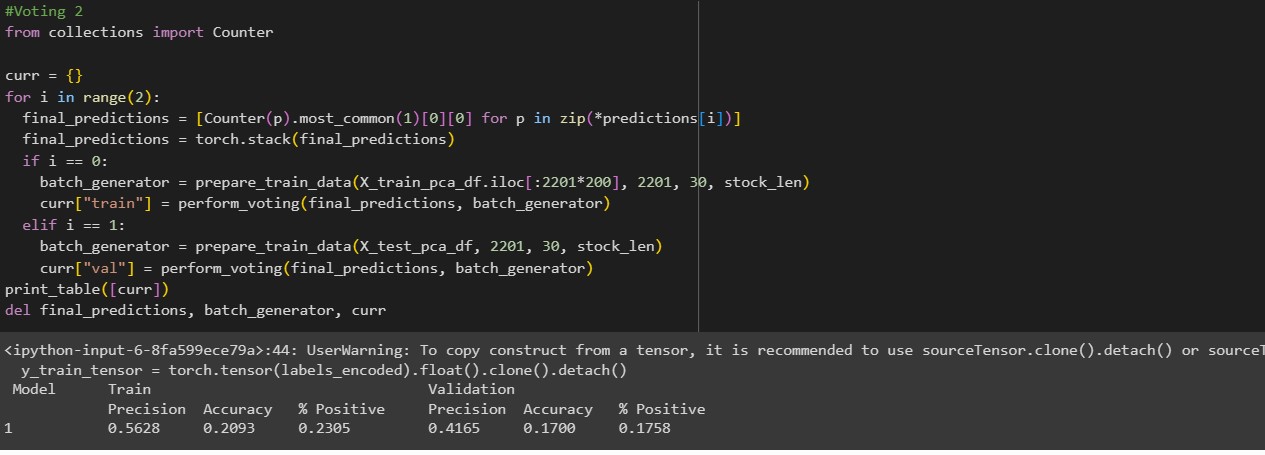 #Voting 2
from collections import Counter
curr = {}
for i in range(2):
  final_predictions = [Counter(p).most_common(1)[0][0] for p in zip(*predictions[i])]
  final_predictions = torch.stack(final_predictions)
  if i == 0:
    batch_generator = prepare_train_data(X_train_pca_df.iloc[:2201*200], 2201, 30, stock_len)
    curr["train"] = perform_voting(final_predictions, batch_generator)
  elif i == 1:
    batch_generator = prepare_train_data(X_test_pca_df, 2201, 30, stock_len)
    curr["val"] = perform_voting(final_predictions, batch_generator)
print_table([curr])
del final_predictions, batch_generator, curr
<ipython-input-6-8fa599ece79a>:44: UserWarning: To copy construct from a tensor, it is recommended to use sourceTensor.clone().detach() or sourceT
  y_train_tensor = torch.tensor(labels_encoded).float().clone().detach()
Model Train Validation
Precision Accuracy % Positive Precision Accuracy % Positive
1 0.5628 0.2093 0.2305 0.4165 0.1700 0.1758